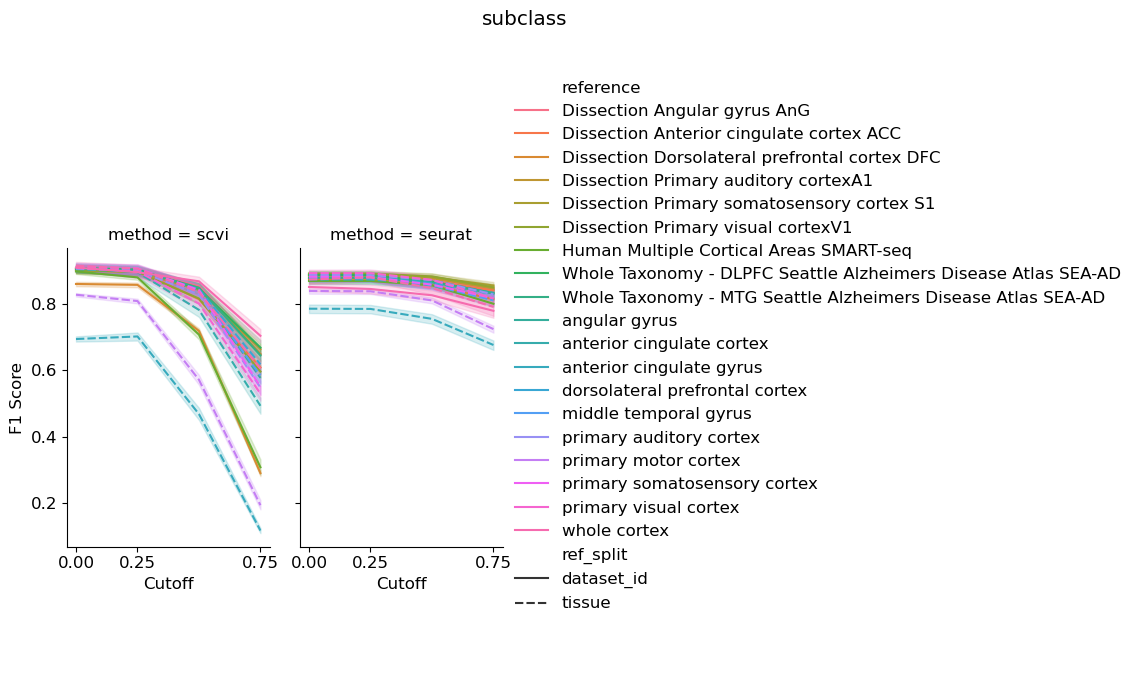 subclass
method = scvi
method = seurat
F1 Score
0.8
0.6
0.4
0.2
0.00
0.25
0.75
Cutoff
0.00
0.25
0.75
Cutoff
reference
Dissection Angular gyrus AnG
Dissection Anterior cingulate cortex ACC
Dissection Dorsolateral prefrontal cortex DFC
Dissection Primary auditory cortexA1
Dissection Primary somatosensory cortex S1
Dissection Primary visual cortexV1
Human Multiple Cortical Areas SMART-seq
Whole Taxonomy - DLPFC Seattle Alzheimers Disease Atlas SEA-AD
Whole Taxonomy - MTG Seattle Alzheimers Disease Atlas SEA-AD
angular gyrus
anterior cingulate cortex
anterior cingulate gyrus
dorsolateral prefrontal cortex
middle temporal gyrus
primary auditory cortex
primary motor cortex
primary somatosensory cortex
primary visual cortex
whole cortex
ref_split
dataset_id
tissue